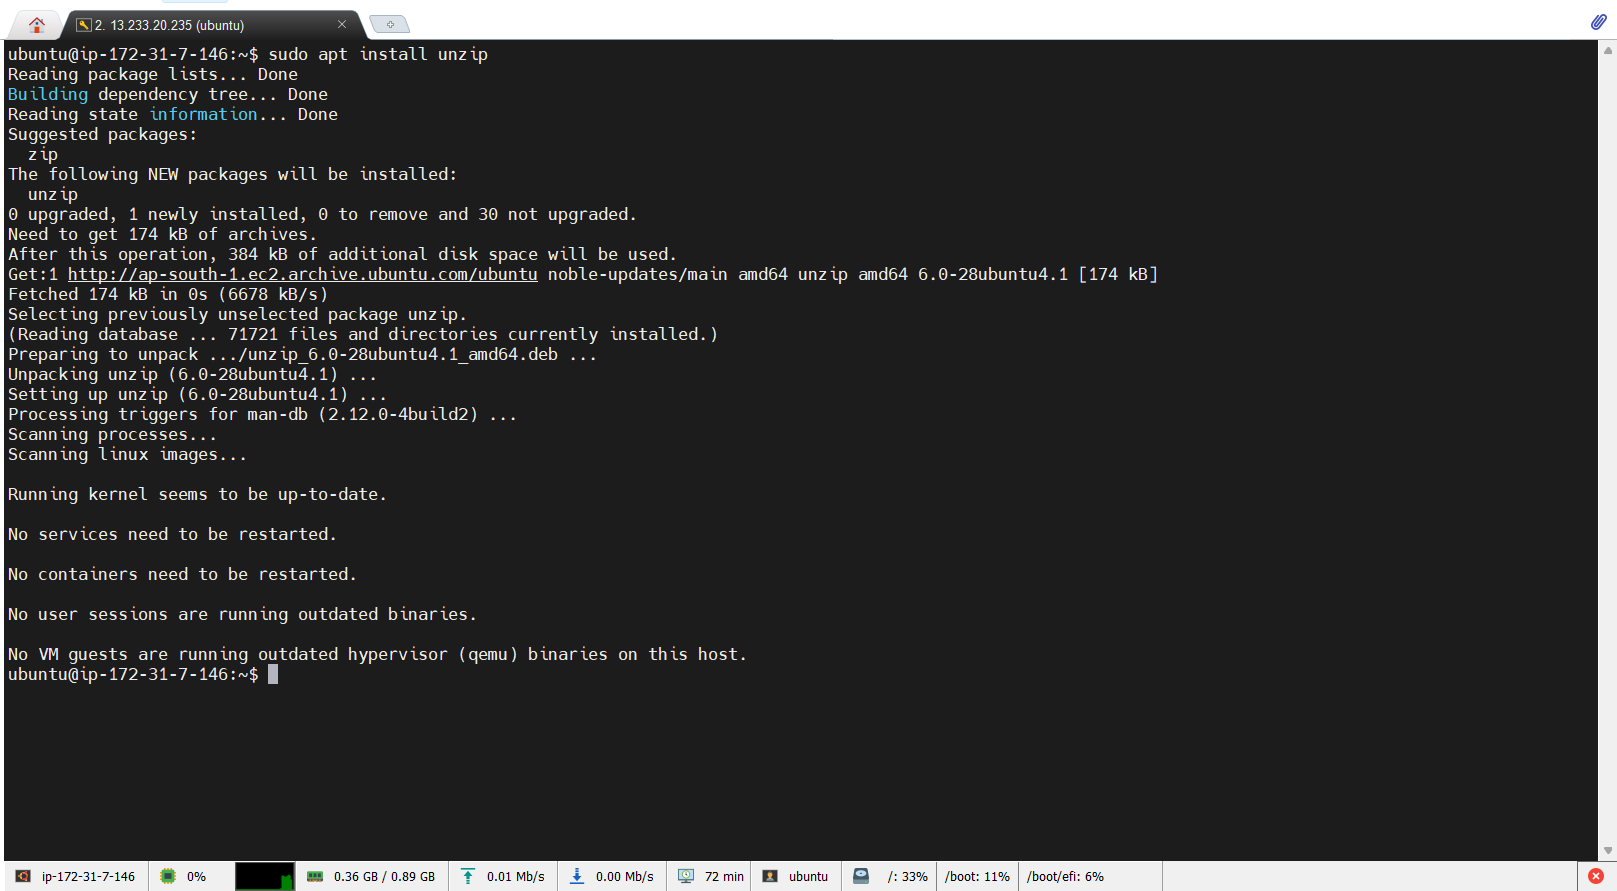 2. 13.233.20.235 (ubuntu)
ubuntu@ip-172-31-7-146:~$ sudo apt install unzip
Reading package lists... Done
Building dependency tree... Done
Reading state information... Done
Suggested packages:
  zip
The following NEW packages will be installed:
  unzip
0 upgraded, 1 newly installed, 0 to remove and 30 not upgraded.
Need to get 174 kB of archives.
After this operation, 384 kB of additional disk space will be used.
Get:1 http://ap-south-1.ec2.archive.ubuntu.com/ubuntu noble-updates/main amd64 unzip amd64 6.0-28ubuntu4.1 [174 kB]
Fetched 174 kB in 0s (6678 kB/s)
Selecting previously unselected package unzip.
(Reading database ... 71721 files and directories currently installed.)
Preparing to unpack .../unzip_6.0-28ubuntu4.1_amd64.deb ...
Unpacking unzip (6.0-28ubuntu4.1) ...
Setting up unzip (6.0-28ubuntu4.1) ...
Processing triggers for man-db (2.12.0-4build2) ...
Scanning processes...
Scanning linux images...
Running kernel seems to be up-to-date.
No services need to be restarted.
No containers need to be restarted.
No user sessions are running outdated binaries.
No VM guests are running outdated hypervisor (qemu) binaries on this host.
ubuntu@ip-172-31-7-146:~$
ip-172-31-7-146 0% 0.36 GB / 0.89 GB 0.01 Mb/s 0.00 Mb/s 72 min ubuntu /: 33% /boot: 11% /boot/efi: 6%